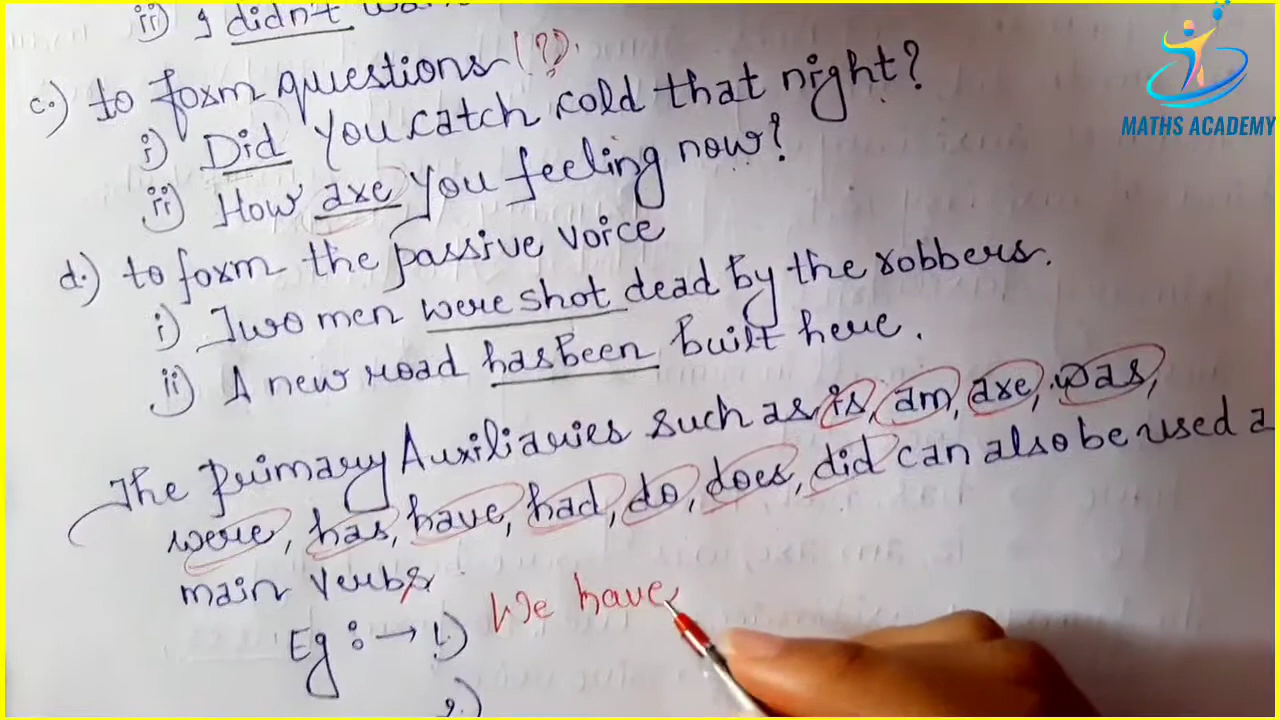 ii) I didn't
c.) to form questions (?).
i) Did you catch cold that night?
ii) How are you feeling now?
d.) to form the passive voice
i) Two men were shot dead by the robbers.
ii) A new road has been built here.
The Primary Auxiliaries such as is, am, are, was,
were, has, have, had, do, does, did can also be used a
main verbs
Eg :→ 1.) We have
2.)
MATHS ACADEMY